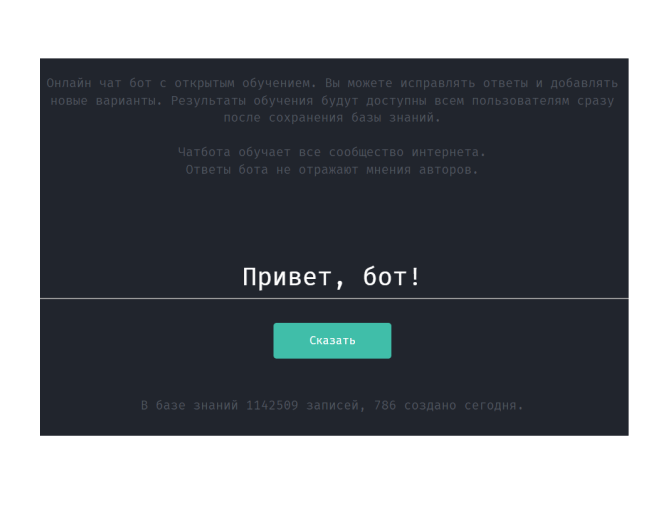 Онлайн чат бот с открытым обучением. Вы можете исправлять ответы и добавлять
новые варианты. Результаты обучения будут доступны всем пользователям сразу
после сохранения базы знаний.
Чатбота обучает все сообщество интернета.
Ответы бота не отражают мнения авторов.
Привет, бот!
Сказать
В базе знаний 1142509 записей, 786 создано сегодня.